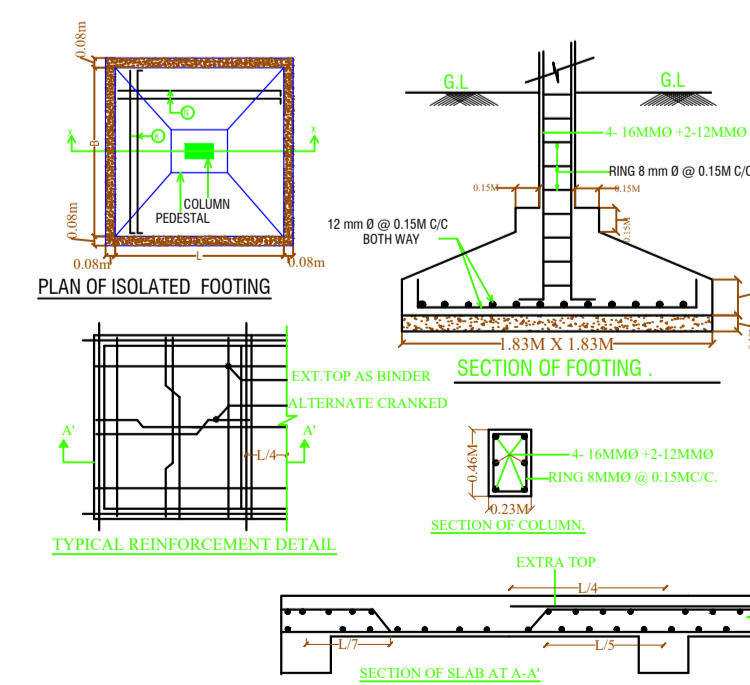 0.08m
x
x
N
K
B
COLUMN
PEDESTAL
0.08m
0.08m
L
0.08m
PLAN OF ISOLATED FOOTING
G.L
G.L
4- 16MMØ +2-12MMØ
RING 8 mm Ø @ 0.15M C/C
0.15M
0.15M
0.15M
12 mm Ø @ 0.15M C/C
BOTH WAY
1.83M X 1.83M
SECTION OF FOOTING .
EXT.TOP AS BINDER
ALTERNATE CRANKED
A'
A'
L/4
TYPICAL REINFORCEMENT DETAIL
0.46M
4- 16MMØ +2-12MMØ
RING 8MMØ @ 0.15MC/C.
0.23M
SECTION OF COLUMN.
EXTRA TOP
L/4
L/7
L/5
SECTION OF SLAB AT A-A'